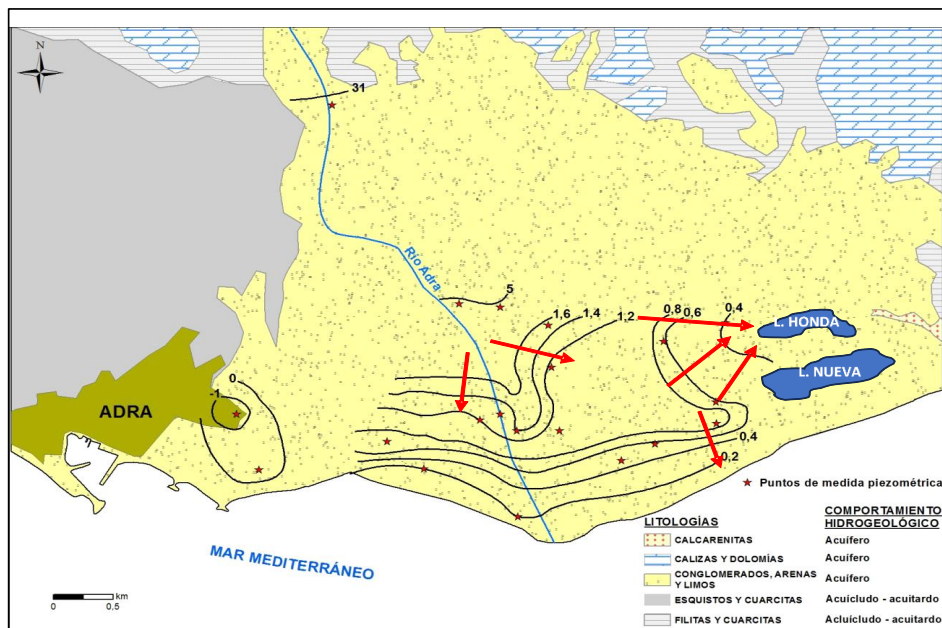 N
31
Río Adra
5
1,6
1,4
1,2
0,8
0,6
0,4
L. HONDA
L. NUEVA
0
-1
ADRA
0,4
0,2
Puntos de medida piezométrica
MAR MEDITERRÁNEO
km
0
0,5
LITOLOGÍAS
COMPORTAMIENTO
HIDROGEOLÓGICO
CALCARENITAS
Acuífero
CALIZAS Y DOLOMÍAS
Acuífero
CONGLOMERADOS, ARENAS
Y LIMOS
Acuífero
ESQUISTOS Y CUARCITAS
Acuícludo - acuitardo
FILITAS Y CUARCITAS
Acluícludo - acuitardo